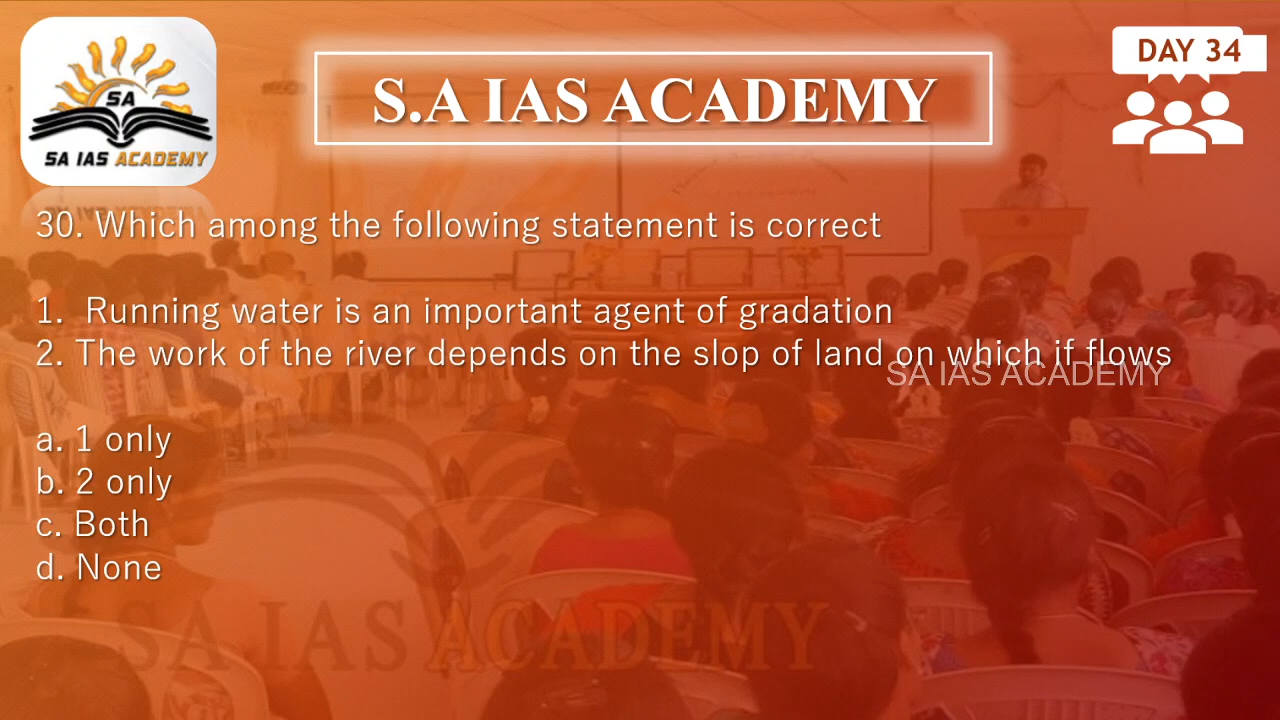 SA
SA IAS ACADEMY
S.A IAS ACADEMY
DAY 34
30. Which among the following statement is correct
1. Running water is an important agent of gradation
2. The work of the river depends on the slop of land on which if flows
SA IAS ACADEMY
a. 1 only
b. 2 only
c. Both
d. None
SA IAS ACADEMY